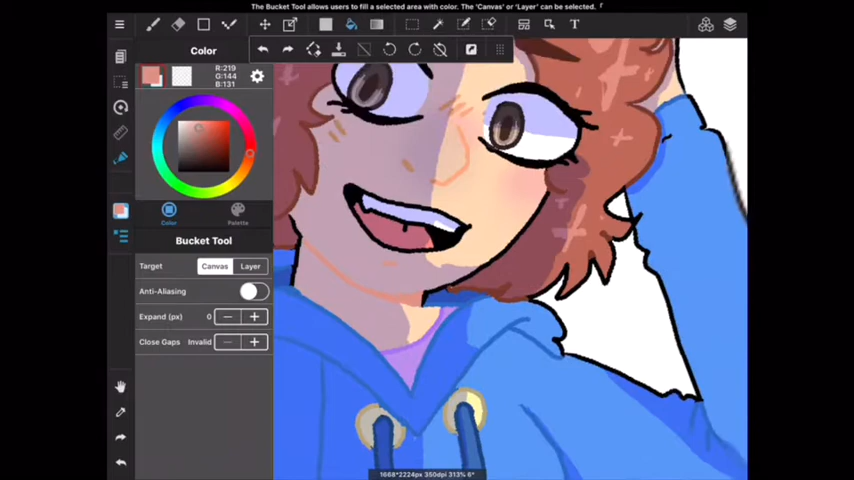 The Bucket Tool allows users to fill a selected area with color. The 'Canvas' or 'Layer' can be selected. 『
T
Color
R:219
G:144
B:131
Color
Palette
Bucket Tool
Target
Canvas
Layer
Anti-Aliasing
Expand (px)
0
Close Gaps
Invalid
1668*2224px 350dpi 313% 6°